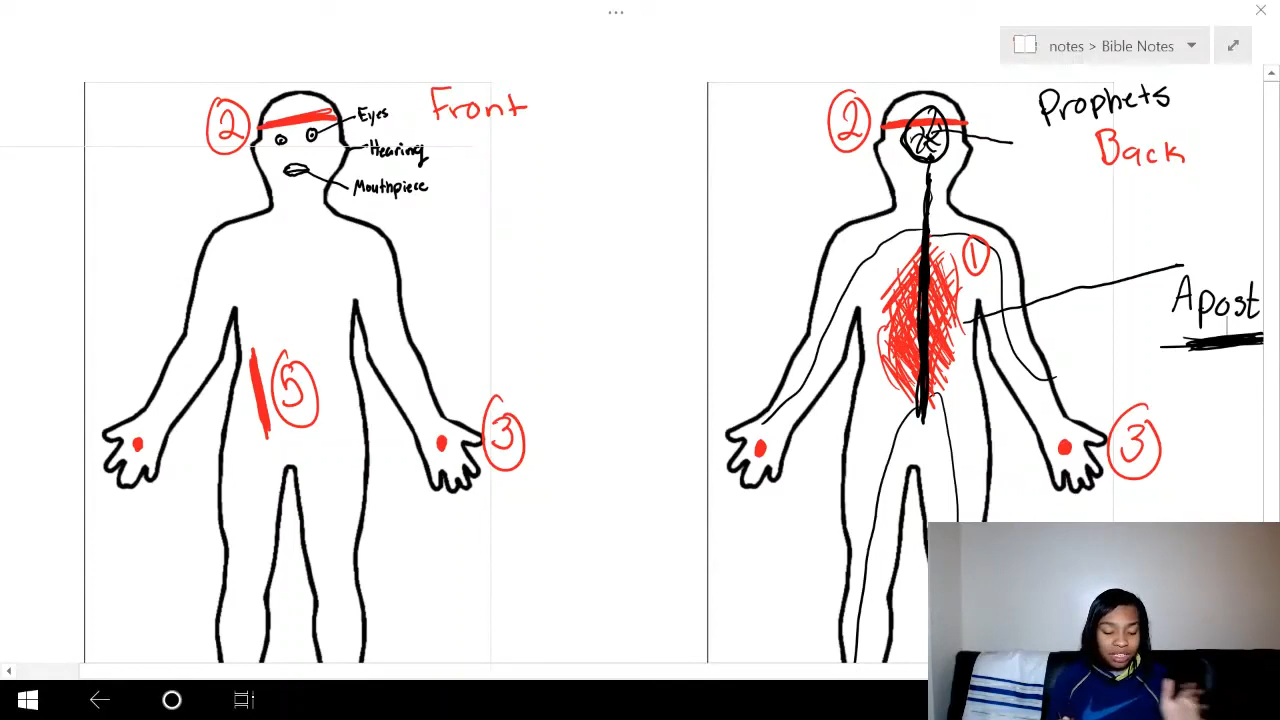 notes > Bible Notes
Front
2
Eyes
Hearing
Mouthpiece
5
3
Prophets
Back
2
1
Apost
3